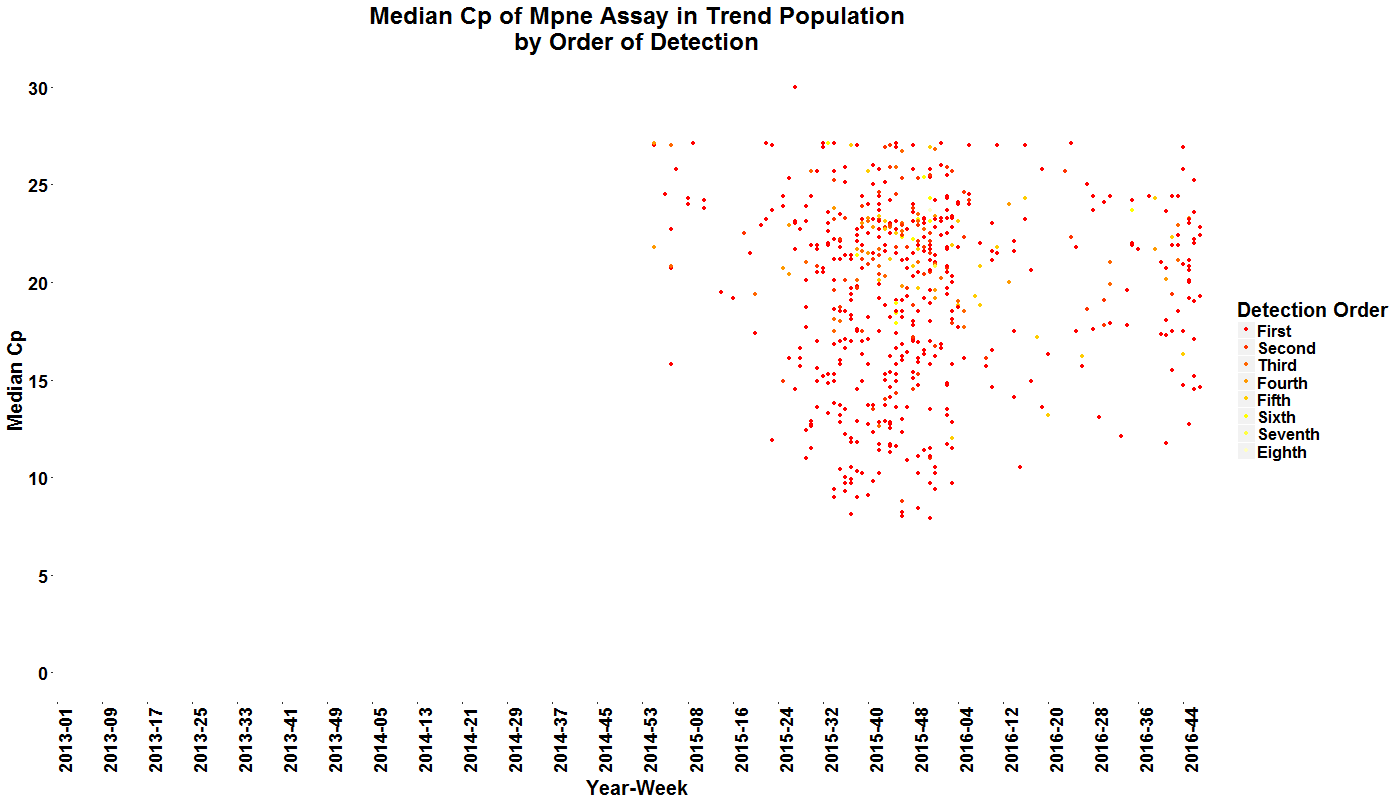 Median Cp of Mpne Assay in Trend Population
by Order of Detection
Median Cp
30
25
20
15
10
5
0
2013-01
2013-09
2013-17
2013-25
2013-33
2013-41
2013-49
2014-05
2014-13
2014-21
2014-29
2014-37
2014-45
2014-53
2015-08
2015-16
2015-24
2015-32
2015-40
2015-48
2016-04
2016-12
2016-20
2016-28
2016-36
2016-44
Year-Week
Detection Order
First
Second
Third
Fourth
Fifth
Sixth
Seventh
Eighth